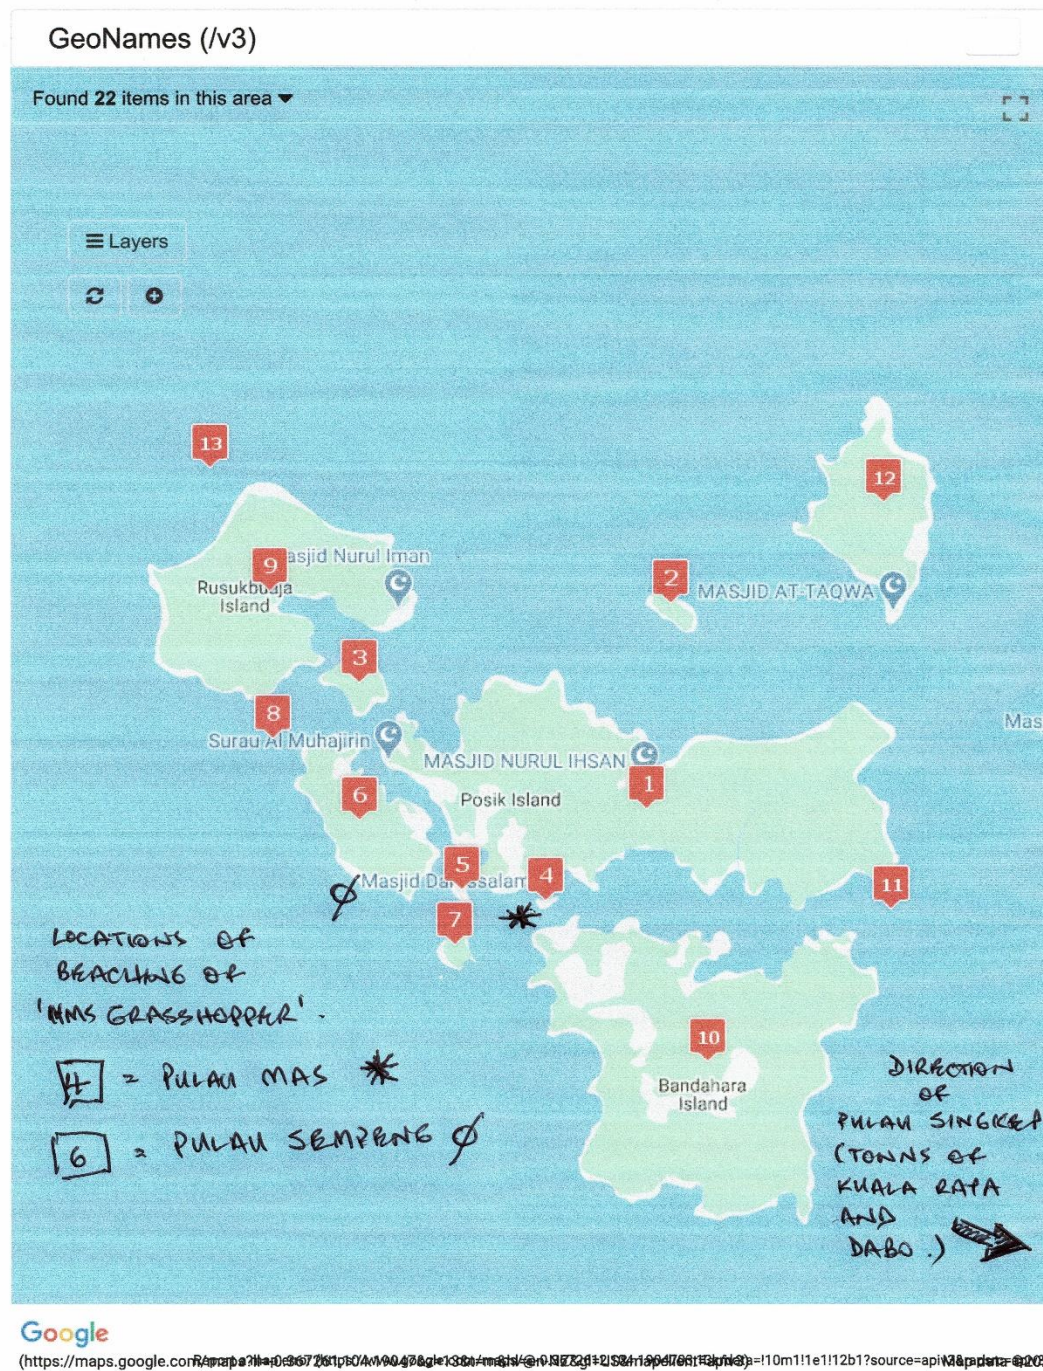 GeoNames (/v3)
Found 22 items in this area
Layers
13
12
Masjid Nurul Iman
9
Rusukbuaja
Island
2
MASJID AT-TAQWA
3
8
Surau Al Muhajirin
Mas
MASJID NURUL IHSAN
1
6
Posik Island
5
4
Masjid Darussalam
11
7
LOCATIONS OF
BEACHING OF
'HMS GRASSHOPPER'.
4 = PULAU MAS *
6 = PULAU SEMPENG Ø
10
Bandahara
Island
DIRECTION
OF
PULAU SINGKEP
(TOWNS OF
KUALA RAYA
AND
DABO.)
Google